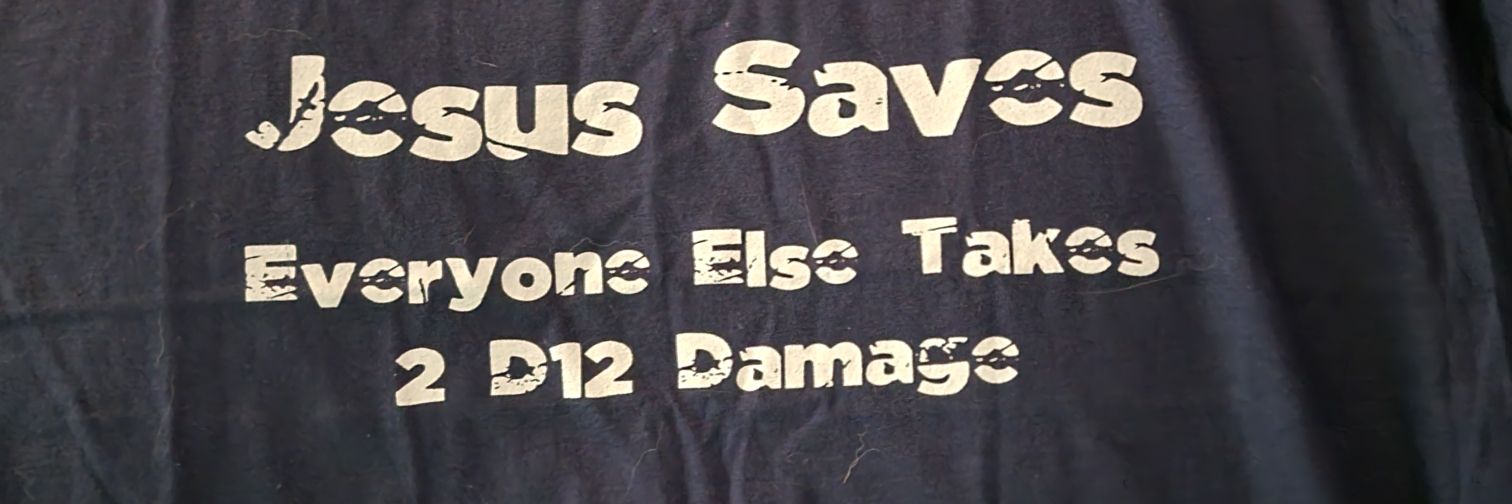 Jesus Saves
Everyone Else Takes
2 D12 Damage